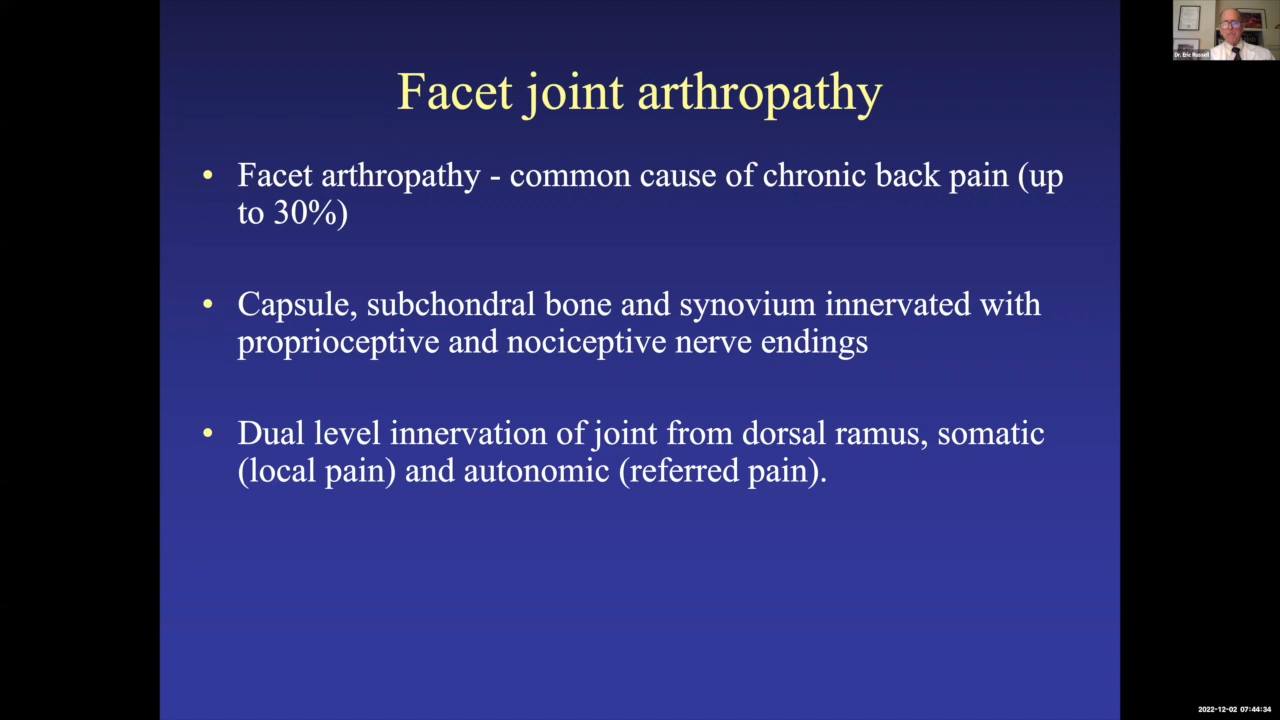 Facet joint arthropathy
• Facet arthropathy - common cause of chronic back pain (up
to 30%)
• Capsule, subchondral bone and synovium innervated with
proprioceptive and nociceptive nerve endings
• Dual level innervation of joint from dorsal ramus, somatic
(local pain) and autonomic (referred pain).
Dr. Eric Russell
2022-12-02 07:44:34